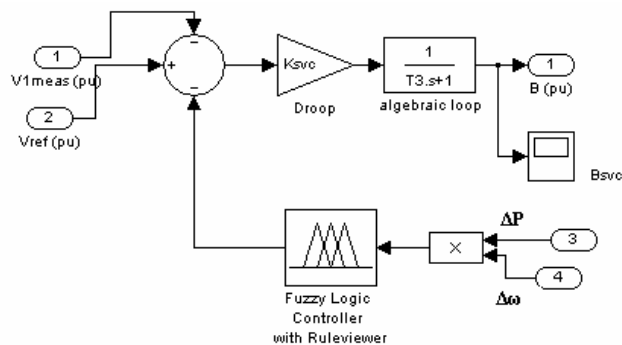 1
V1meas (pu)
2
Vref (pu)
−
+
−
Ksvc
Droop
1
T3.s+1
algebraic loop
1
B (pu)
Bsvc
Fuzzy Logic
Controller
with Ruleviewer
×
ΔP
3
4
Δω